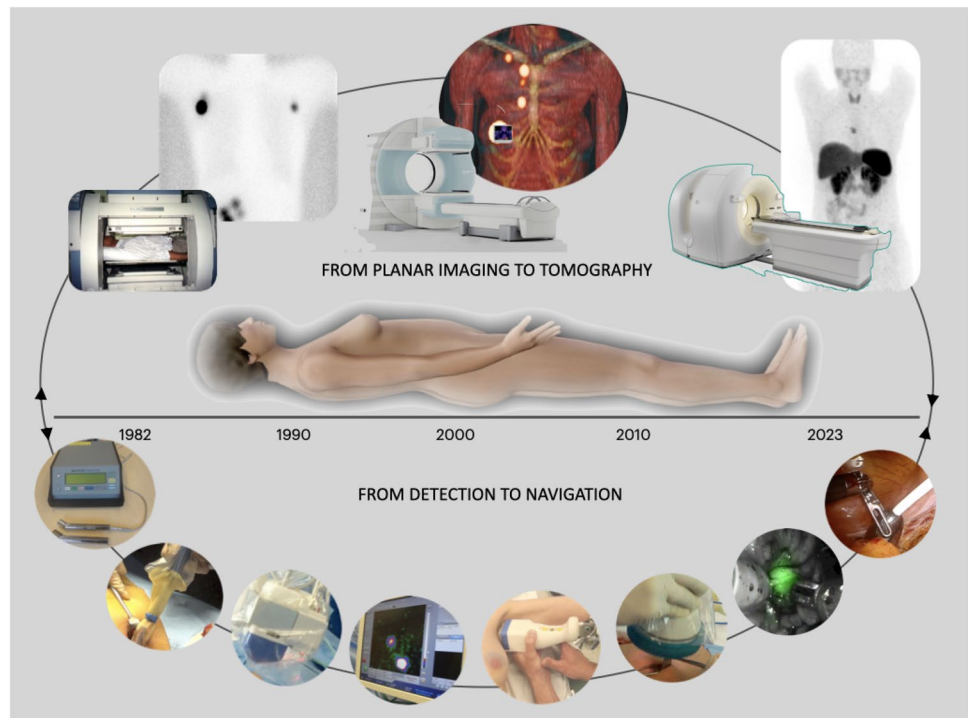 FROM PLANAR IMAGING TO TOMOGRAPHY
1982 1990 2000 2010 2023
FROM DETECTION TO NAVIGATION